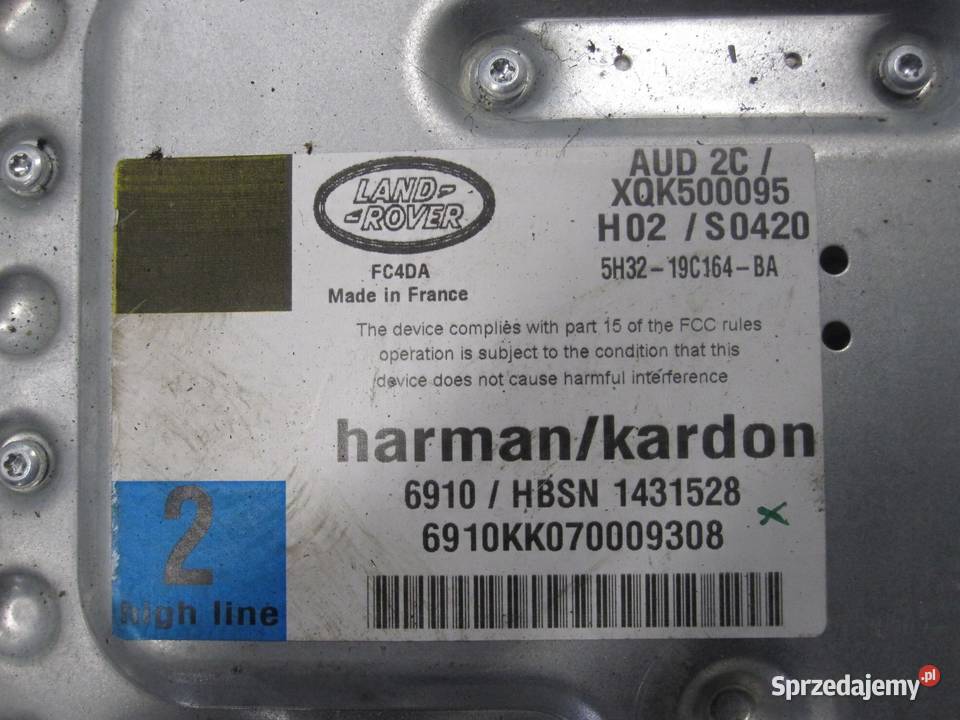 LAND-
-ROVER
FC4DA
Made in France
AUD 2C /
XQK500095
H02 / S0420
5H32-19C164-BA
The device complies with part 15 of the FCC rules
operation is subject to the condition that this
device does not cause harmful interference
harman/kardon
6910 / HBSN 1431528
6910KK070009308
2
high line
Sprzedajemy.pl